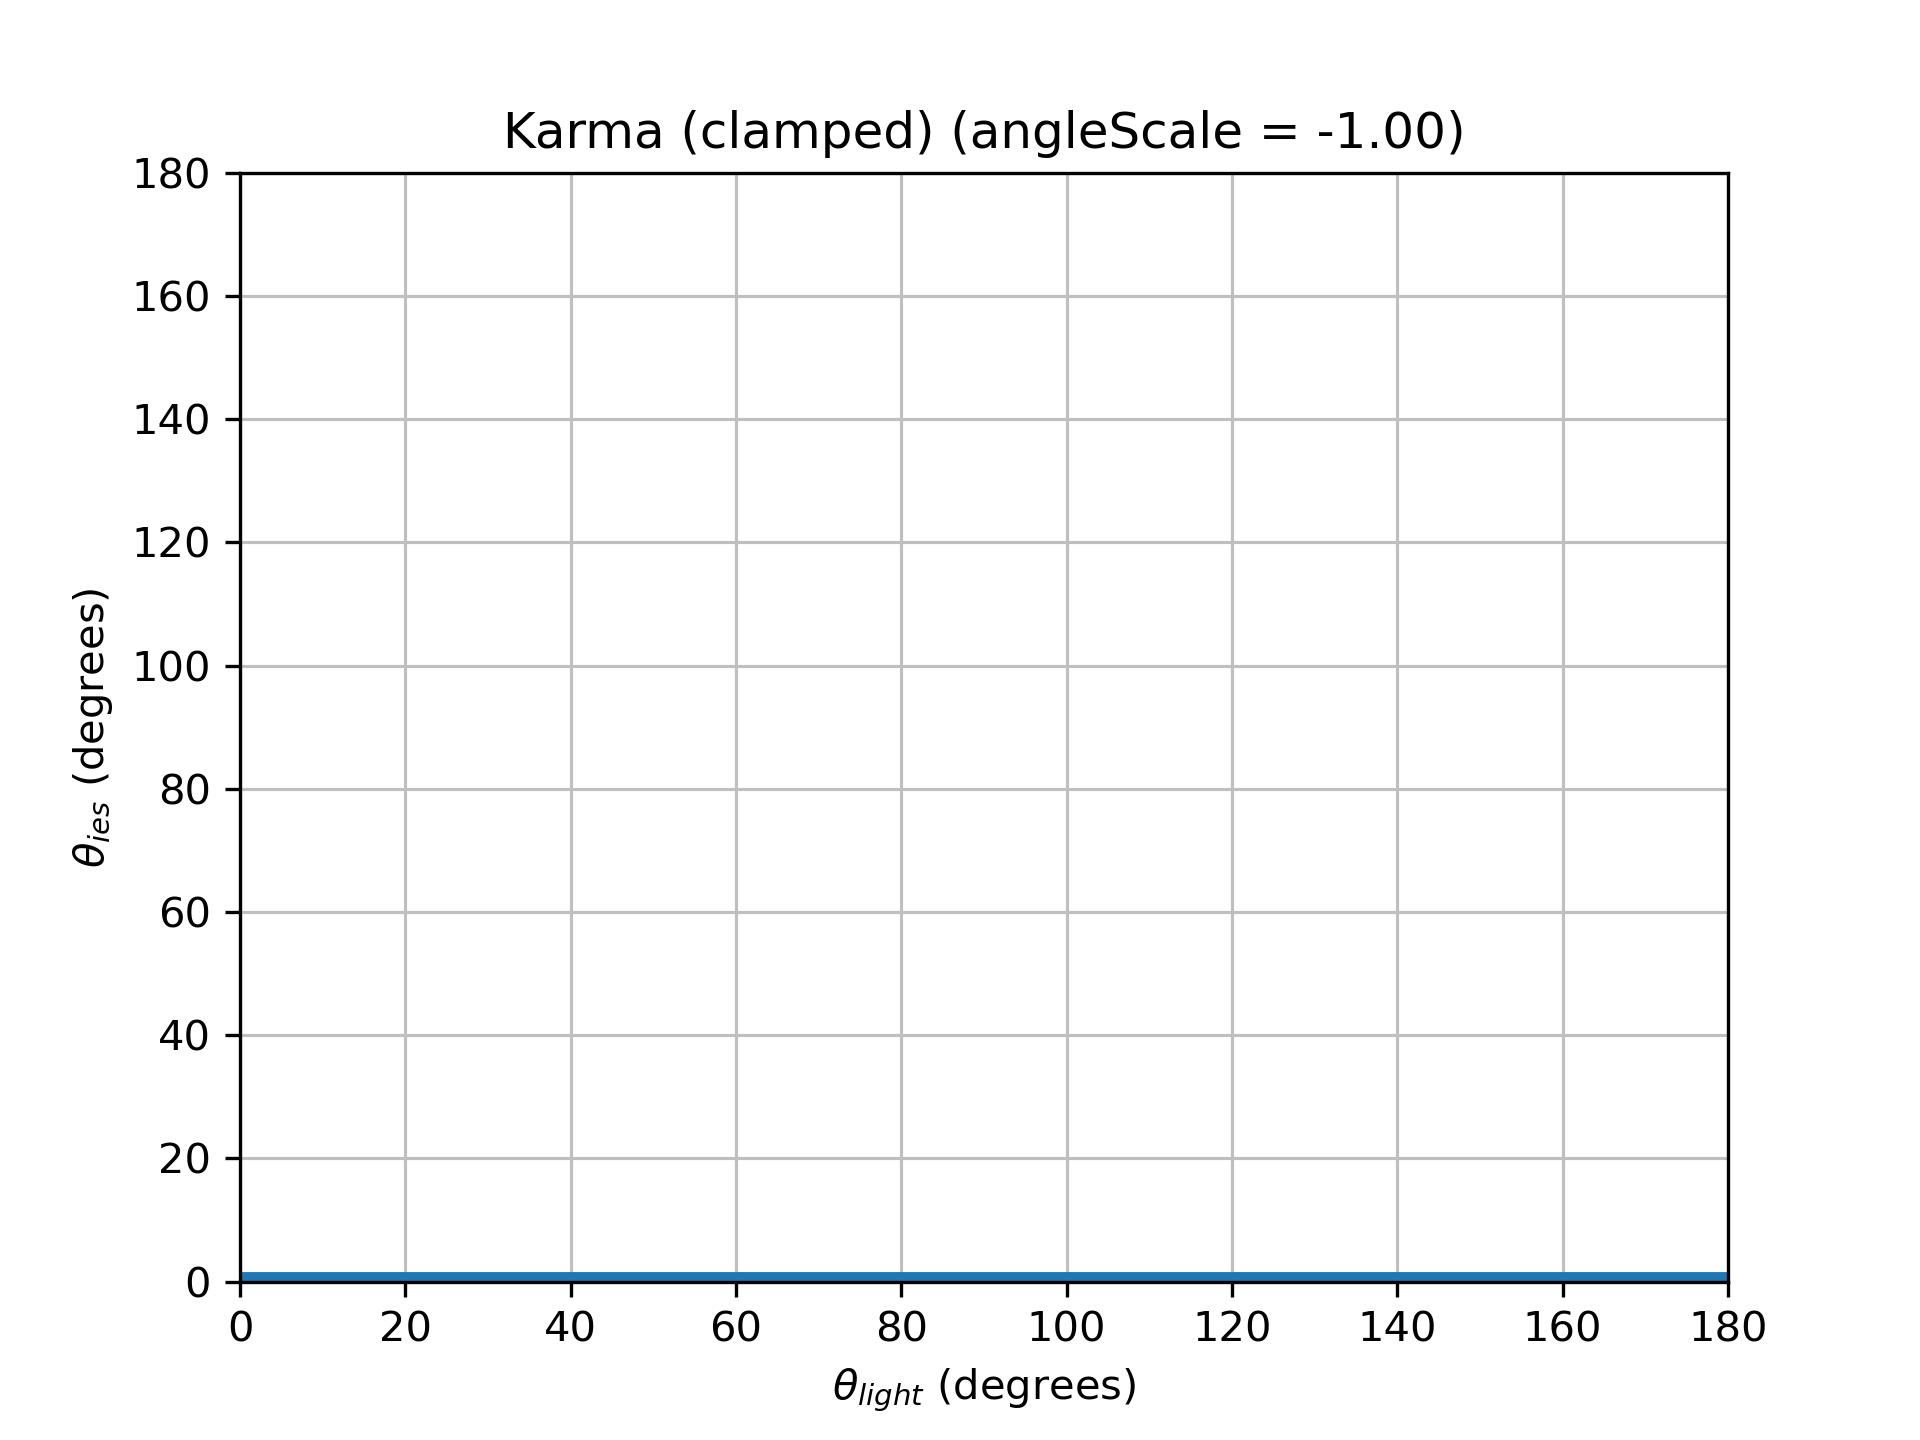 Karma (clamped) (angleScale = -1.00)
180
160
140
120
100
80
60
40
20
0
θies (degrees)
0 20 40 60 80 100 120 140 160 180
θlight (degrees)